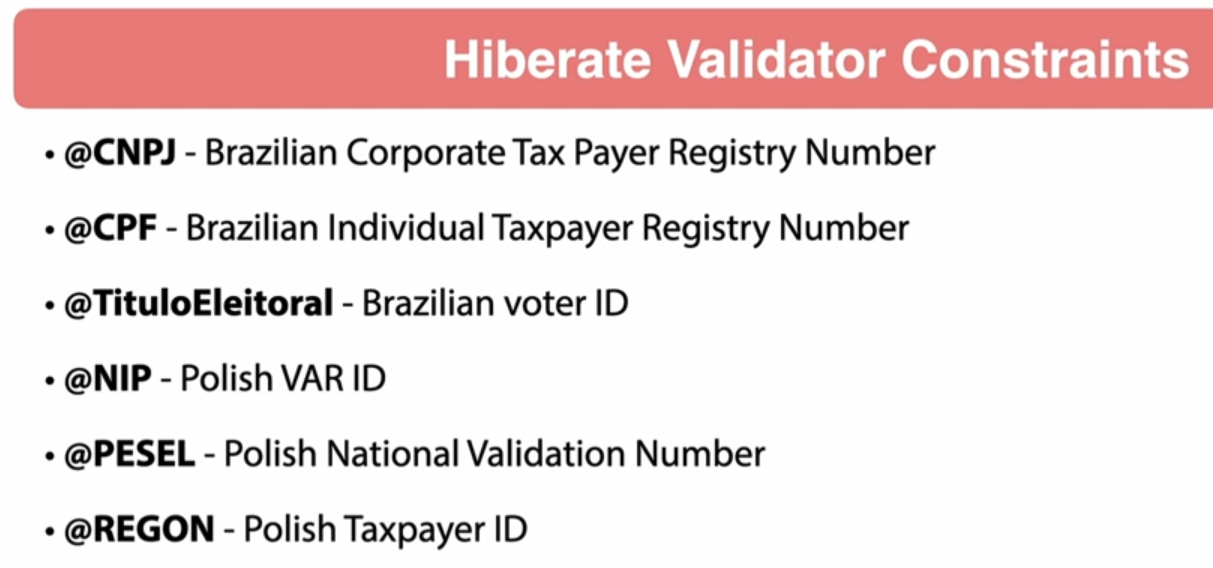 Hiberate Validator Constraints
• @CNPJ - Brazilian Corporate Tax Payer Registry Number
• @CPF - Brazilian Individual Taxpayer Registry Number
• @TituloEleitoral - Brazilian voter ID
• @NIP - Polish VAR ID
• @PESEL - Polish National Validation Number
• @REGON - Polish Taxpayer ID